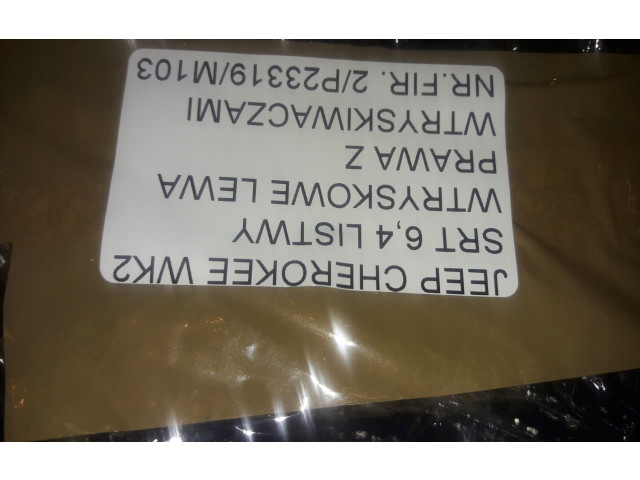 JEEP CHEROKEE WK2
SRT 6,4 LISTWY
WTRYSKOWE LEWA
PRAWA Z
WTRYSKIWACZAMI
NR.FIR. 2/P23319/M103